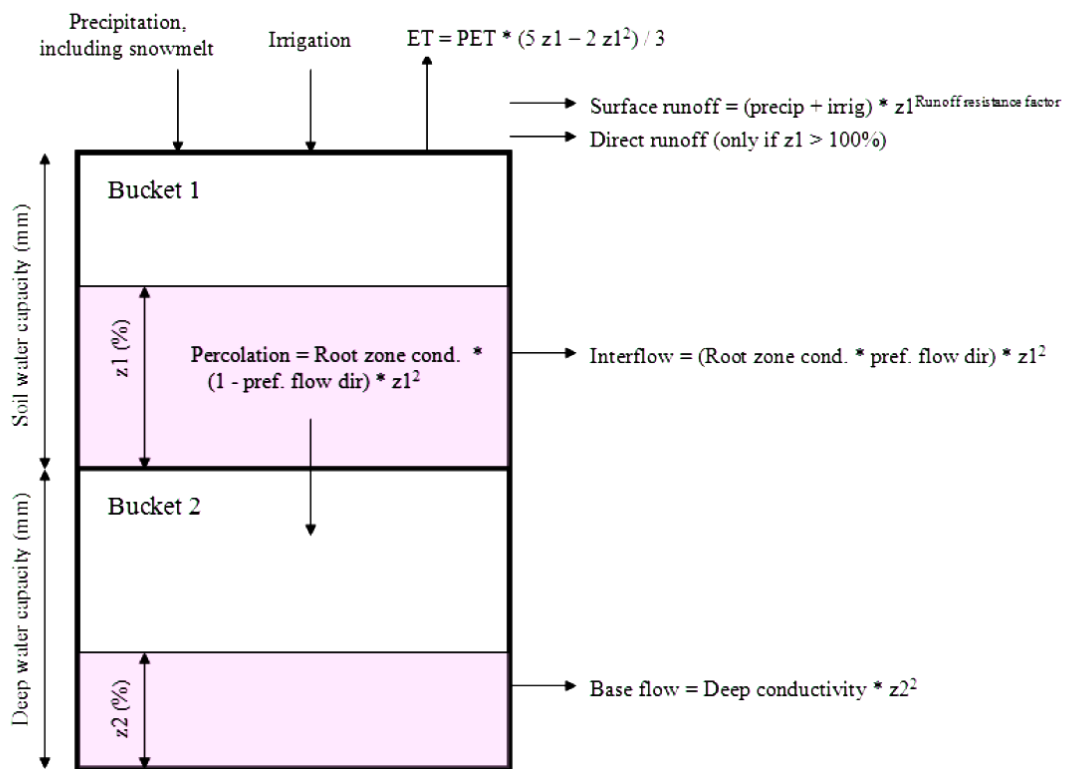 Precipitation,
including snowmelt
Irrigation
ET = PET * (5 z1 – 2 z1²) / 3
Surface runoff = (precip + irrig) * z1^Runoff resistance factor
Direct runoff (only if z1 > 100%)
Soil water capacity (mm)
Bucket 1
z1 (%)
Percolation = Root zone cond. *
(1 - pref. flow dir) * z1²
Interflow = (Root zone cond. * pref. flow dir) * z1²
Deep water capacity (mm)
Bucket 2
z2 (%)
Base flow = Deep conductivity * z2²